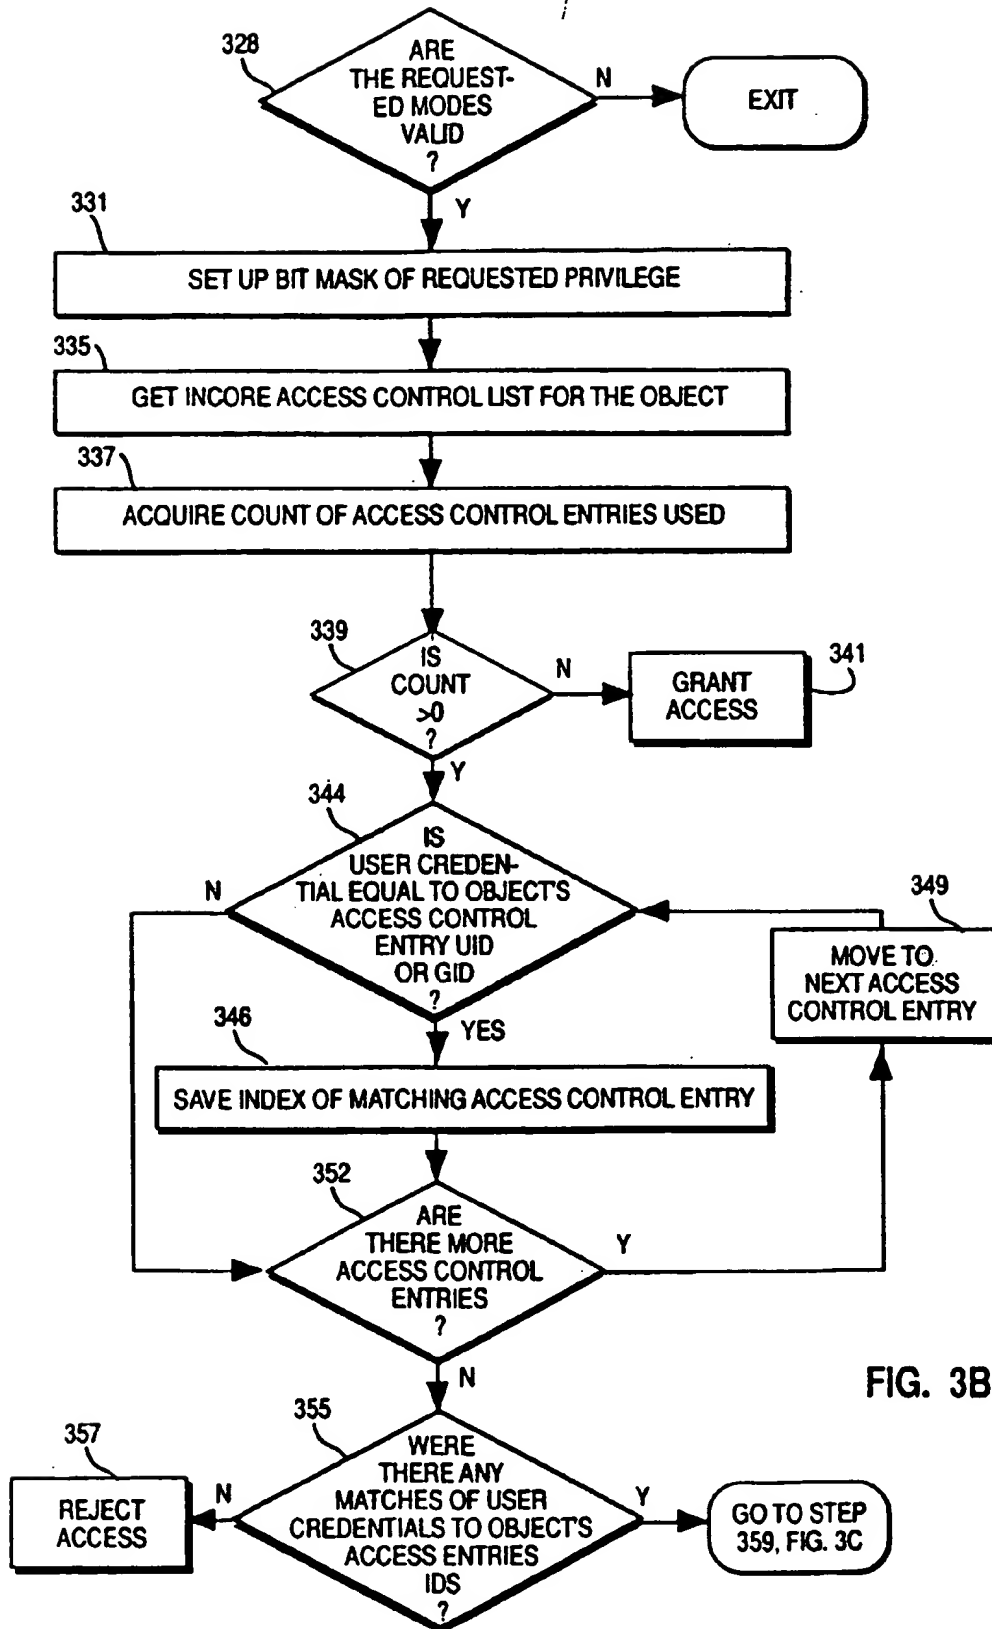 328
ARE
THE REQUEST-
ED MODES
VALID
?
N
EXIT
Y
331
SET UP BIT MASK OF REQUESTED PRIVILEGE
335
GET INCORE ACCESS CONTROL LIST FOR THE OBJECT
337
ACQUIRE COUNT OF ACCESS CONTROL ENTRIES USED
339
IS
COUNT
>0
?
N
GRANT
ACCESS
341
Y
344
IS
USER CREDEN-
TIAL EQUAL TO OBJECT'S
ACCESS CONTROL
ENTRY UID
OR GID
?
N
349
MOVE TO
NEXT ACCESS
CONTROL ENTRY
YES
346
SAVE INDEX OF MATCHING ACCESS CONTROL ENTRY
352
ARE
THERE MORE
ACCESS CONTROL
ENTRIES
?
Y
N
FIG. 3B
355
WERE
THERE ANY
MATCHES OF USER
CREDENTIALS TO OBJECT'S
ACCESS ENTRIES
IDS
?
357
N
REJECT
ACCESS
Y
GO TO STEP
359, FIG. 3C